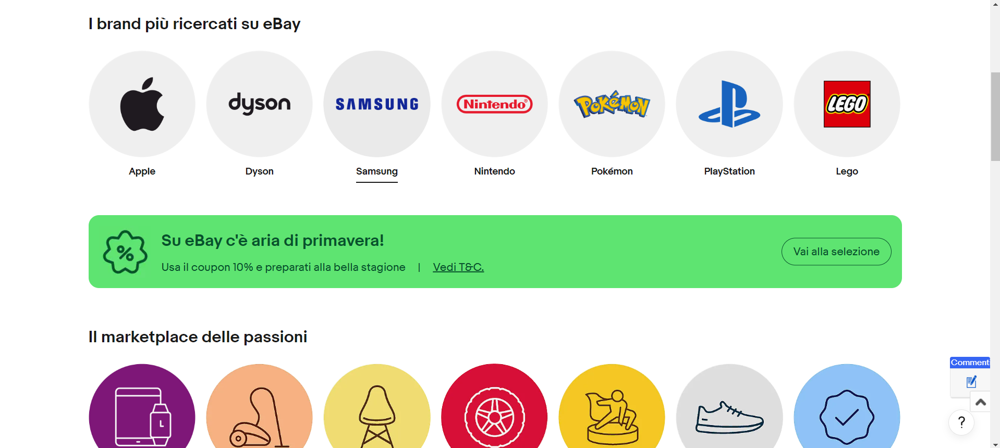 I brand più ricercati su eBay
dyson
SAMSUNG
Nintendo®
POKéMON
LEGO
Apple
Dyson
Samsung
Nintendo
Pokémon
PlayStation
Lego
Su eBay c'è aria di primavera!
Usa il coupon 10% e preparati alla bella stagione | Vedi T&C.
Vai alla selezione
Il marketplace delle passioni
Commenti
?